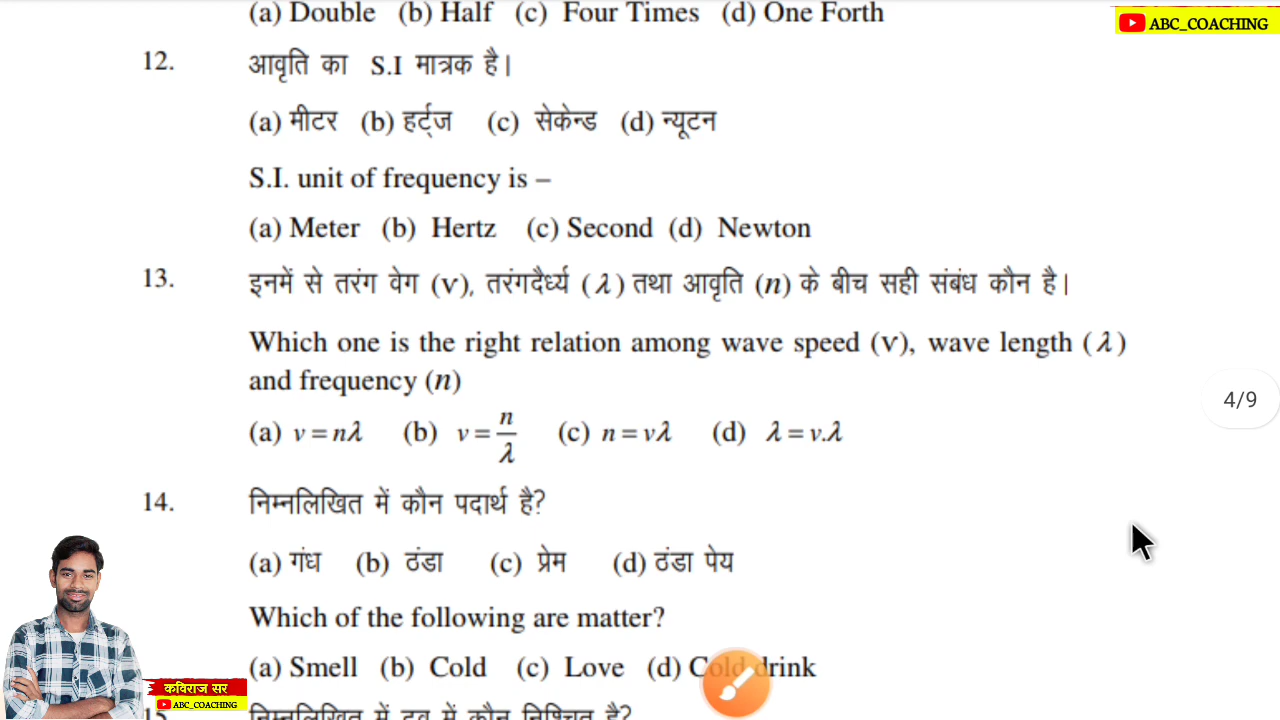 (a) Double (b) Half (c) Four Times (d) One Forth
ABC_COACHING
12. आवृति का S.I मात्रक है।
(a) मीटर (b) हर्ट्ज (c) सेकेन्ड (d) न्यूटन
S.I. unit of frequency is –
(a) Meter (b) Hertz (c) Second (d) Newton
13. इनमें से तरंग वेग (v), तरंगदैर्ध्य (λ) तथा आवृति (n) के बीच सही संबंध कौन है।
Which one is the right relation among wave speed (v), wave length (λ)
and frequency (n)
(a) v = nλ (b) v = n/λ (c) n = vλ (d) λ = v.λ
4/9
14. निम्नलिखित में कौन पदार्थ है?
(a) गंध (b) ठंडा (c) प्रेम (d) ठंडा पेय
Which of the following are matter?
(a) Smell (b) Cold (c) Love (d) Cold drink
कविराज सर
ABC_COACHING
15. निम्नलिखित में द्रव में कौन निश्चित है?